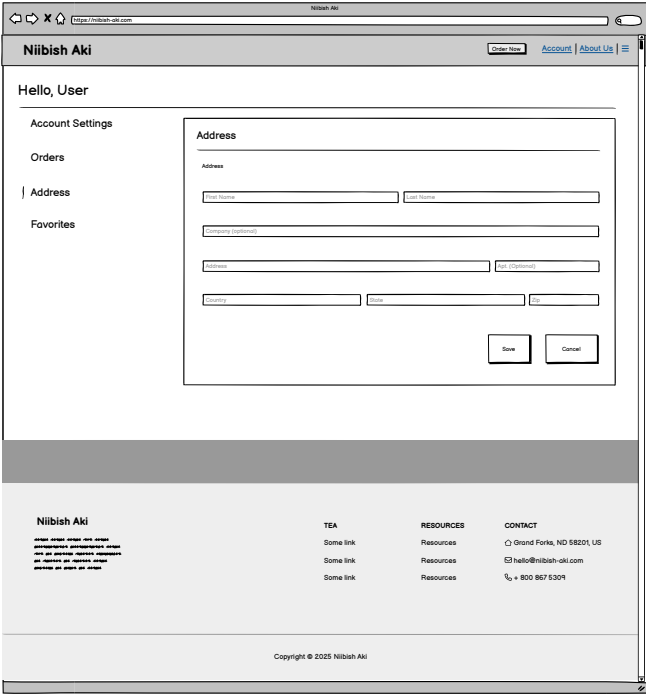 Niibish Aki
https://niibish-aki.com
Niibish Aki
Order Now
Account | About Us |
Hello, User
Account Settings
Orders
Address
Favorites
Address
Address
First Name
Last Name
Company (optional)
Address
Apt. (Optional)
Country
State
Zip
Save
Cancel
Niibish Aki
TEA
Some link
Some link
Some link
RESOURCES
Resources
Resources
Resources
CONTACT
Grand Forks, ND 58201, US
hello@niibish-aki.com
+ 800 867 5309
Copyright © 2025 Niibish Aki